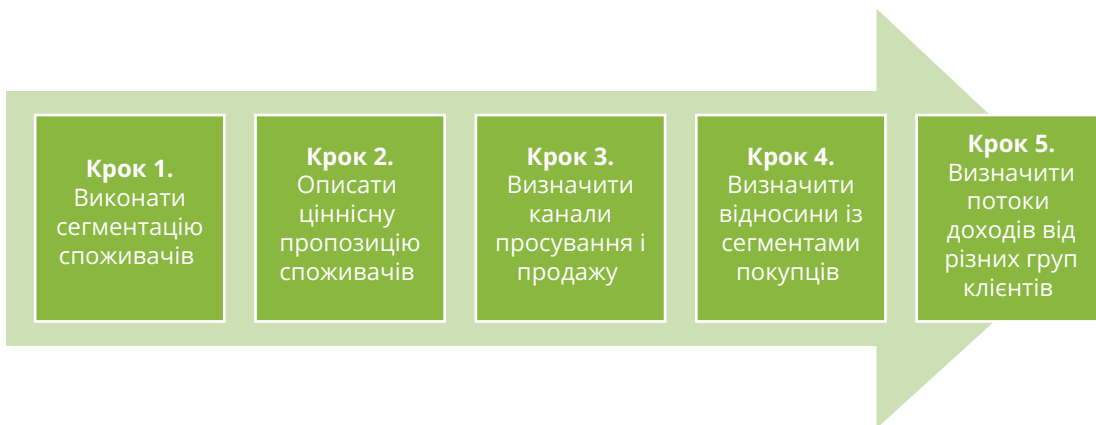 Крок 1.
Виконати
сегментацію
споживачів
Крок 2.
Описати
ціннісну
пропозицію
споживачів
Крок 3.
Визначити
канали
просування і
продажу
Крок 4.
Визначити
відносини із
сегментами
покупців
Крок 5.
Визначити
потоки
доходів від
різних груп
клієнтів